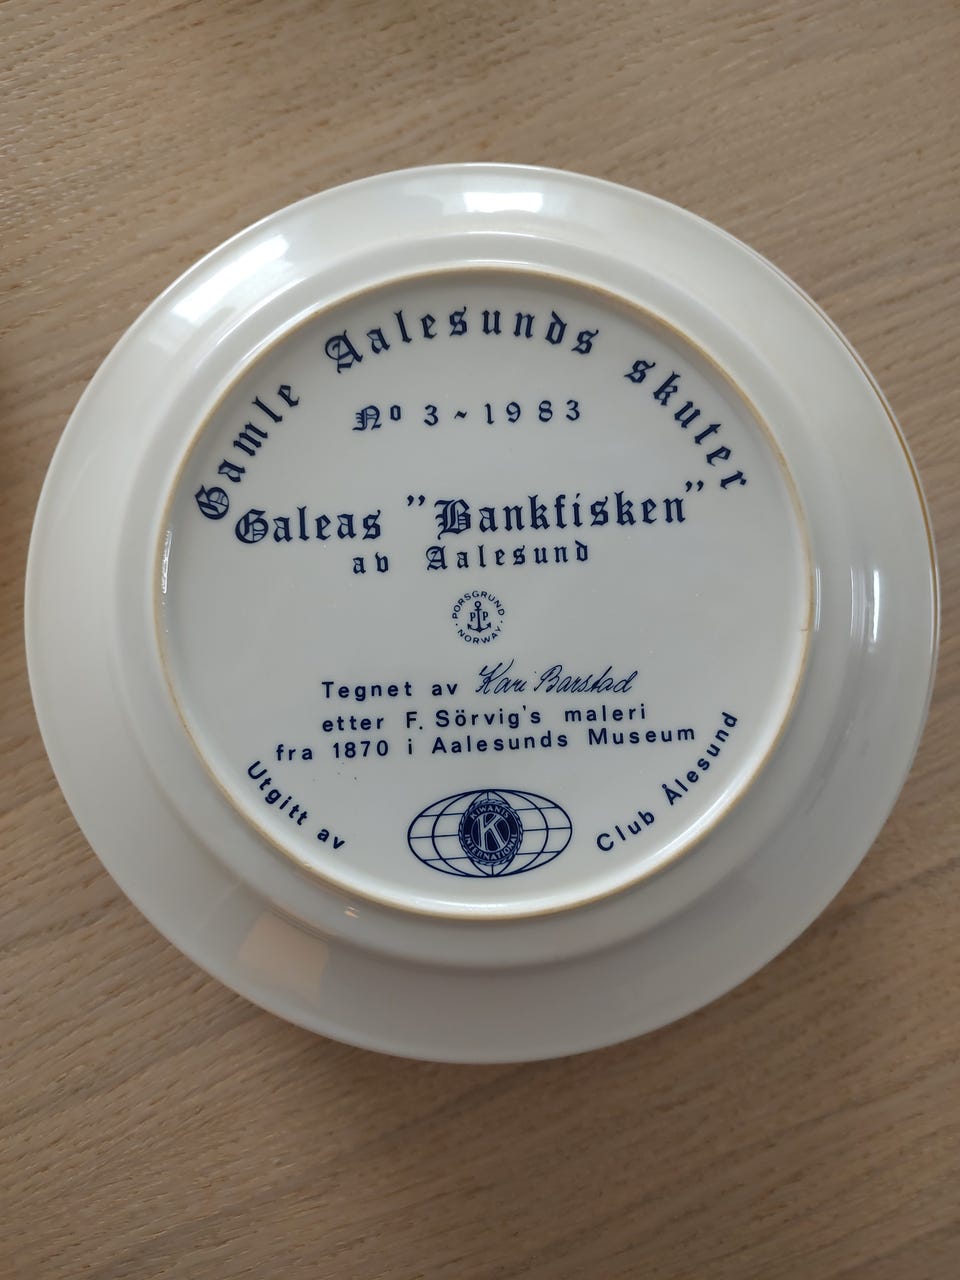 Gamle Aalesunds skuter
Nº 3 ~ 1983
Galeas "Bankfisken"
av Aalesund
PORSGRUND
P P
NORWAY
Tegnet av Kari Barstad
etter F. Sörvig's maleri
fra 1870 i Aalesunds Museum
Utgitt av
KIWANIS
K
INTERNATIONAL
Club Ålesund